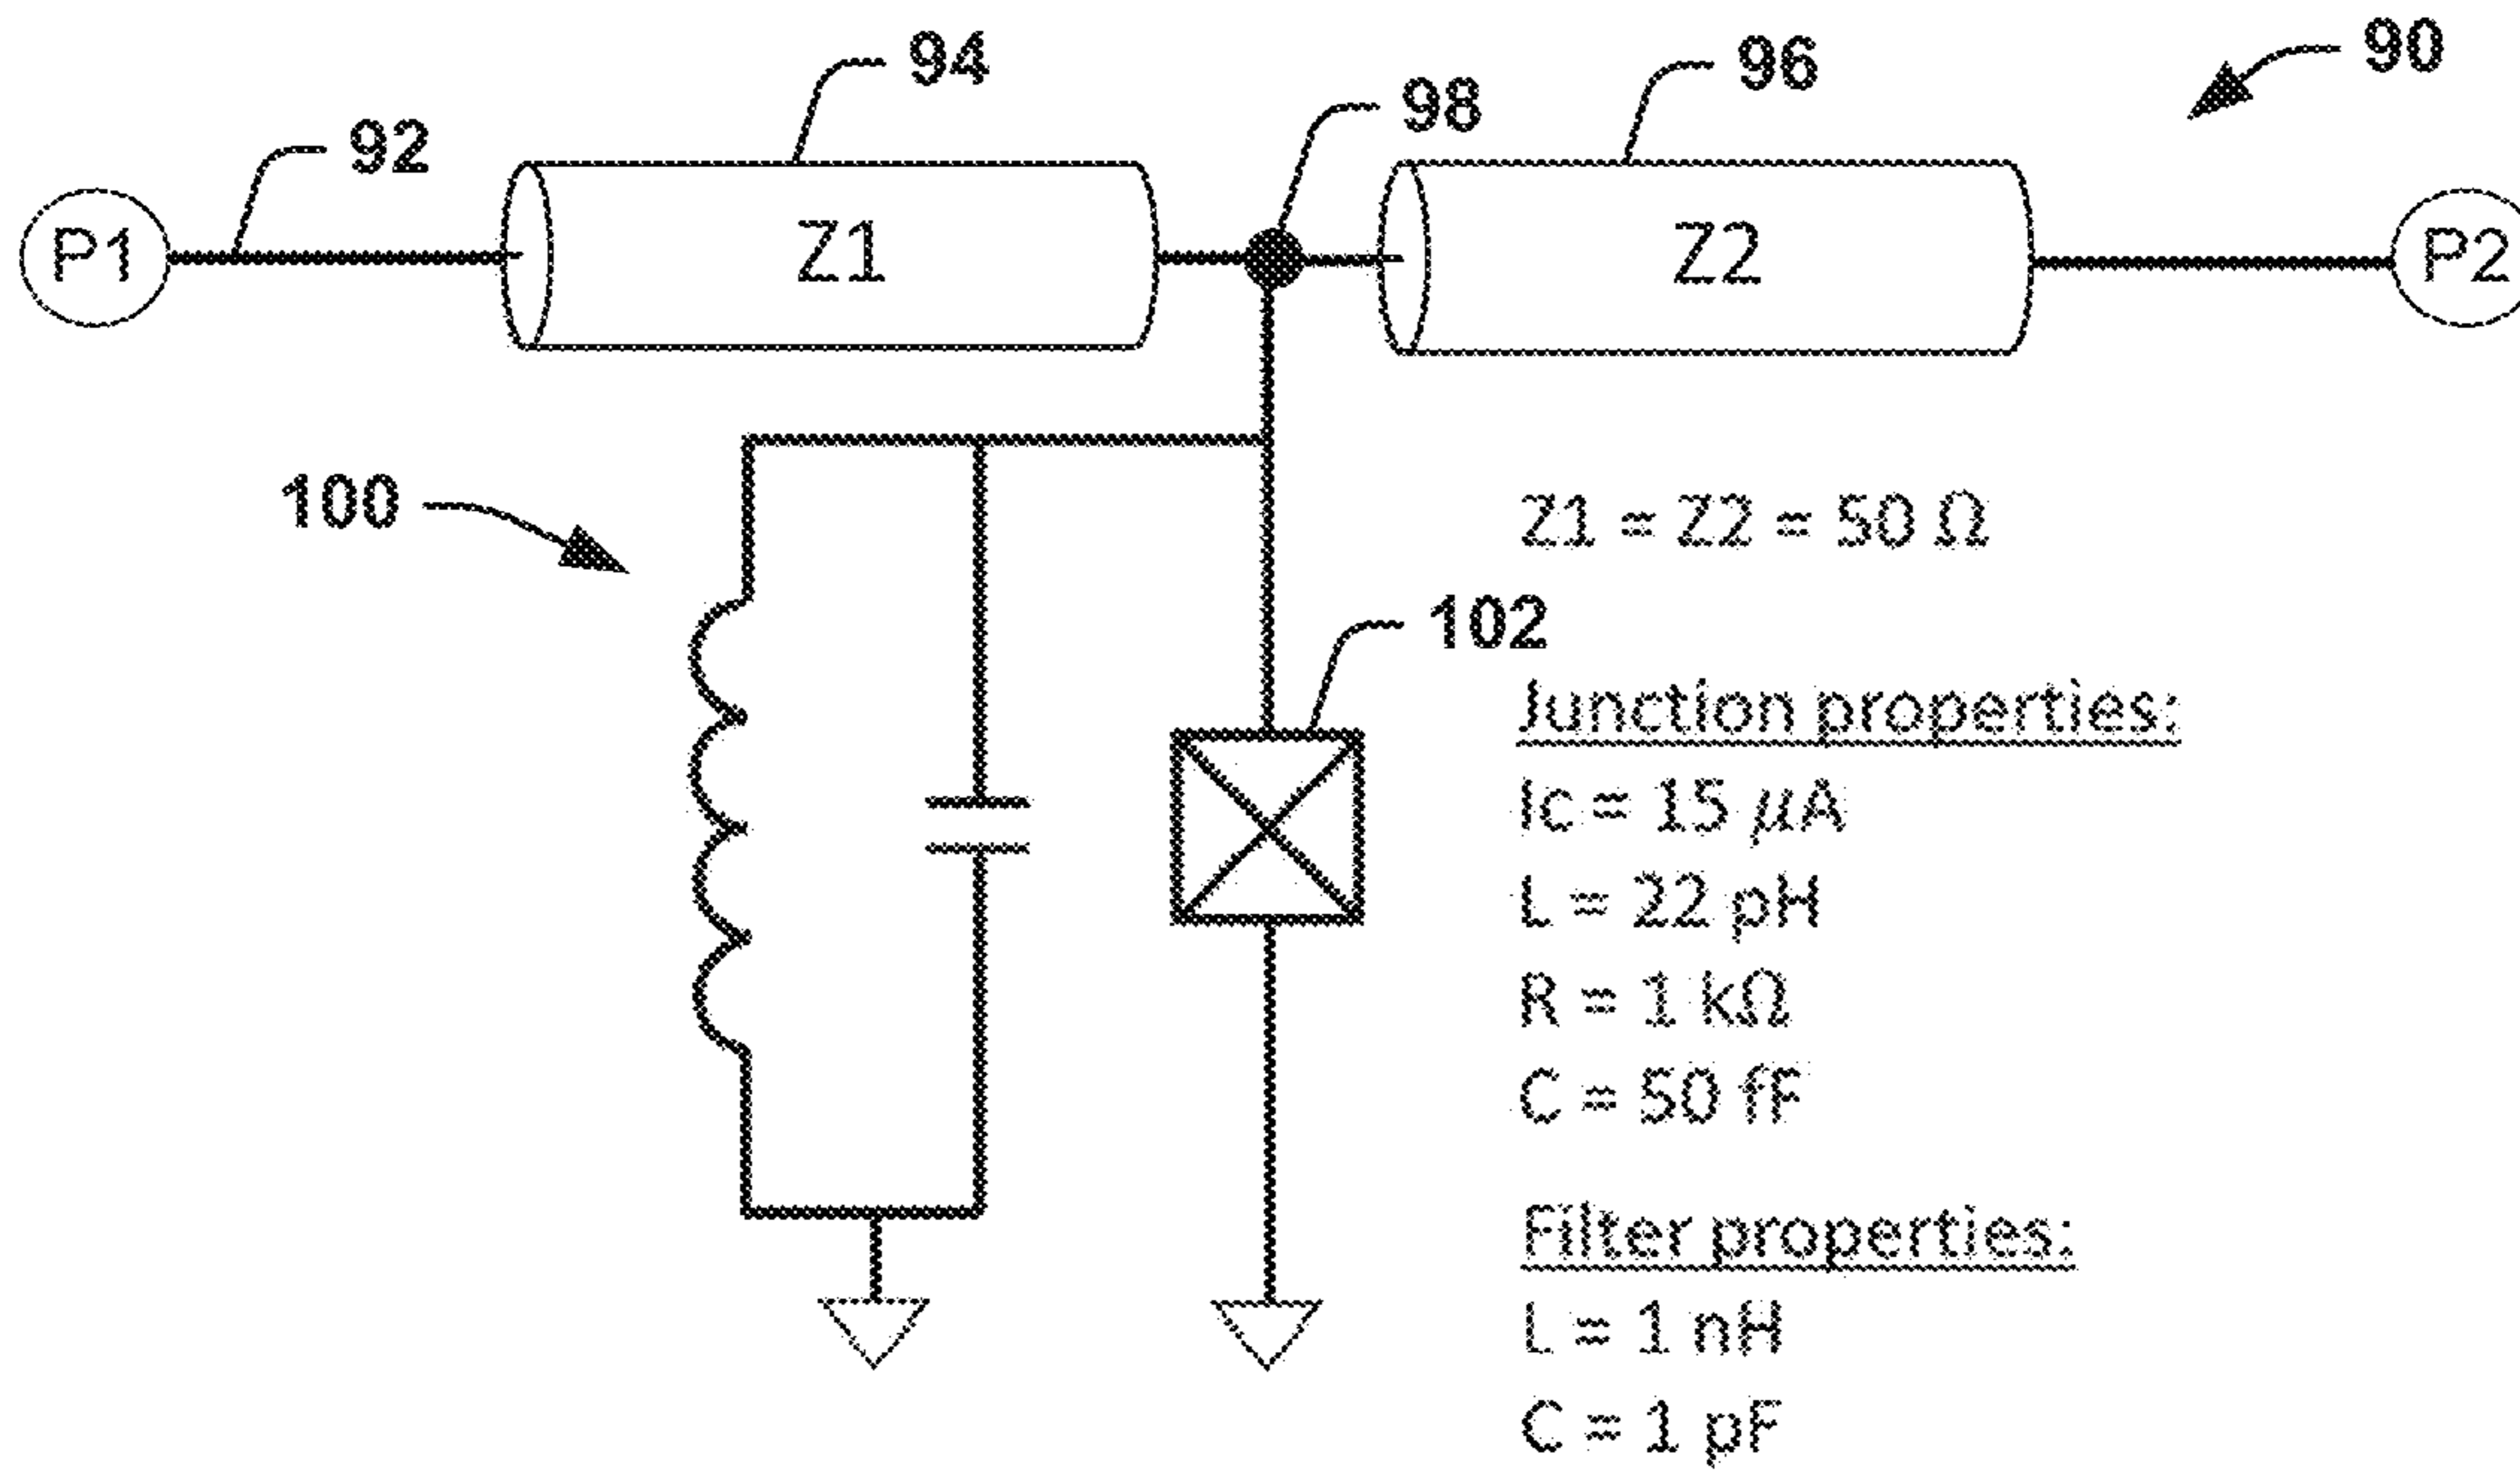 90
94
96
98
92
P1
Z1
Z2
P2
100
Z1 = Z2 = 50 Ω
102
Junction properties:
Ic = 15 μA
L = 22 pH
R = 1 kΩ
C = 50 fF
Filter properties:
L = 1 nH
C = 1 pF